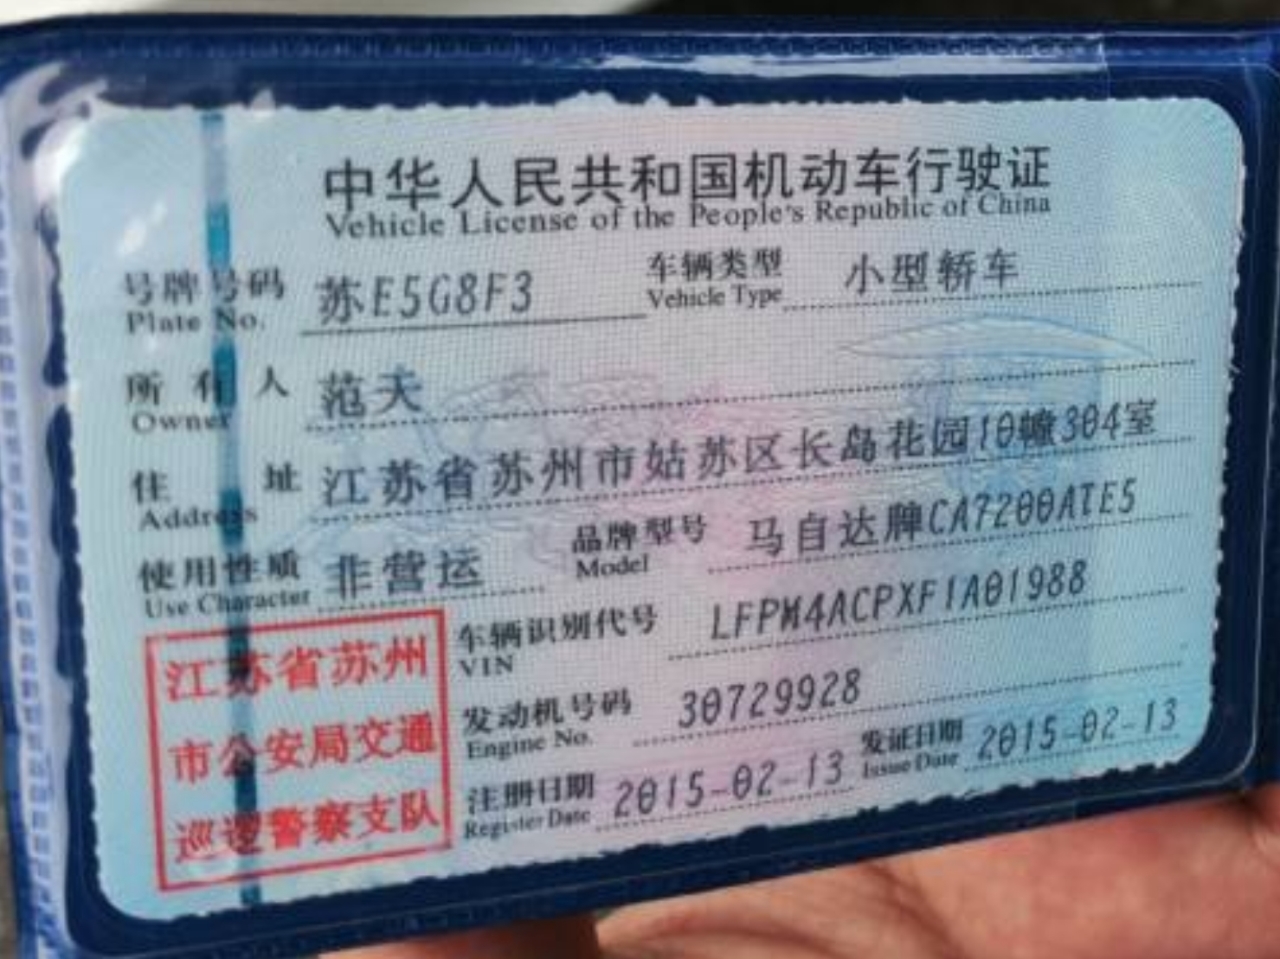 中华人民共和国机动车行驶证
Vehicle License of the People's Republic of China
号牌号码 苏E5G8F3 车辆类型 小型轿车
Plate No. Vehicle Type
所有人 范天
Owner
住址 江苏省苏州市姑苏区长岛花园10幢304室
Address
使用性质 非营运 品牌型号 马自达牌CA7200ATE5
Use Character Model
江苏省苏州
市公安局交通
巡逻警察支队
车辆识别代号 LFPM4ACPXF1A01988
VIN
发动机号码 30729928
Engine No.
注册日期 2015-02-13 发证日期 2015-02-13
Register Date Issue Date